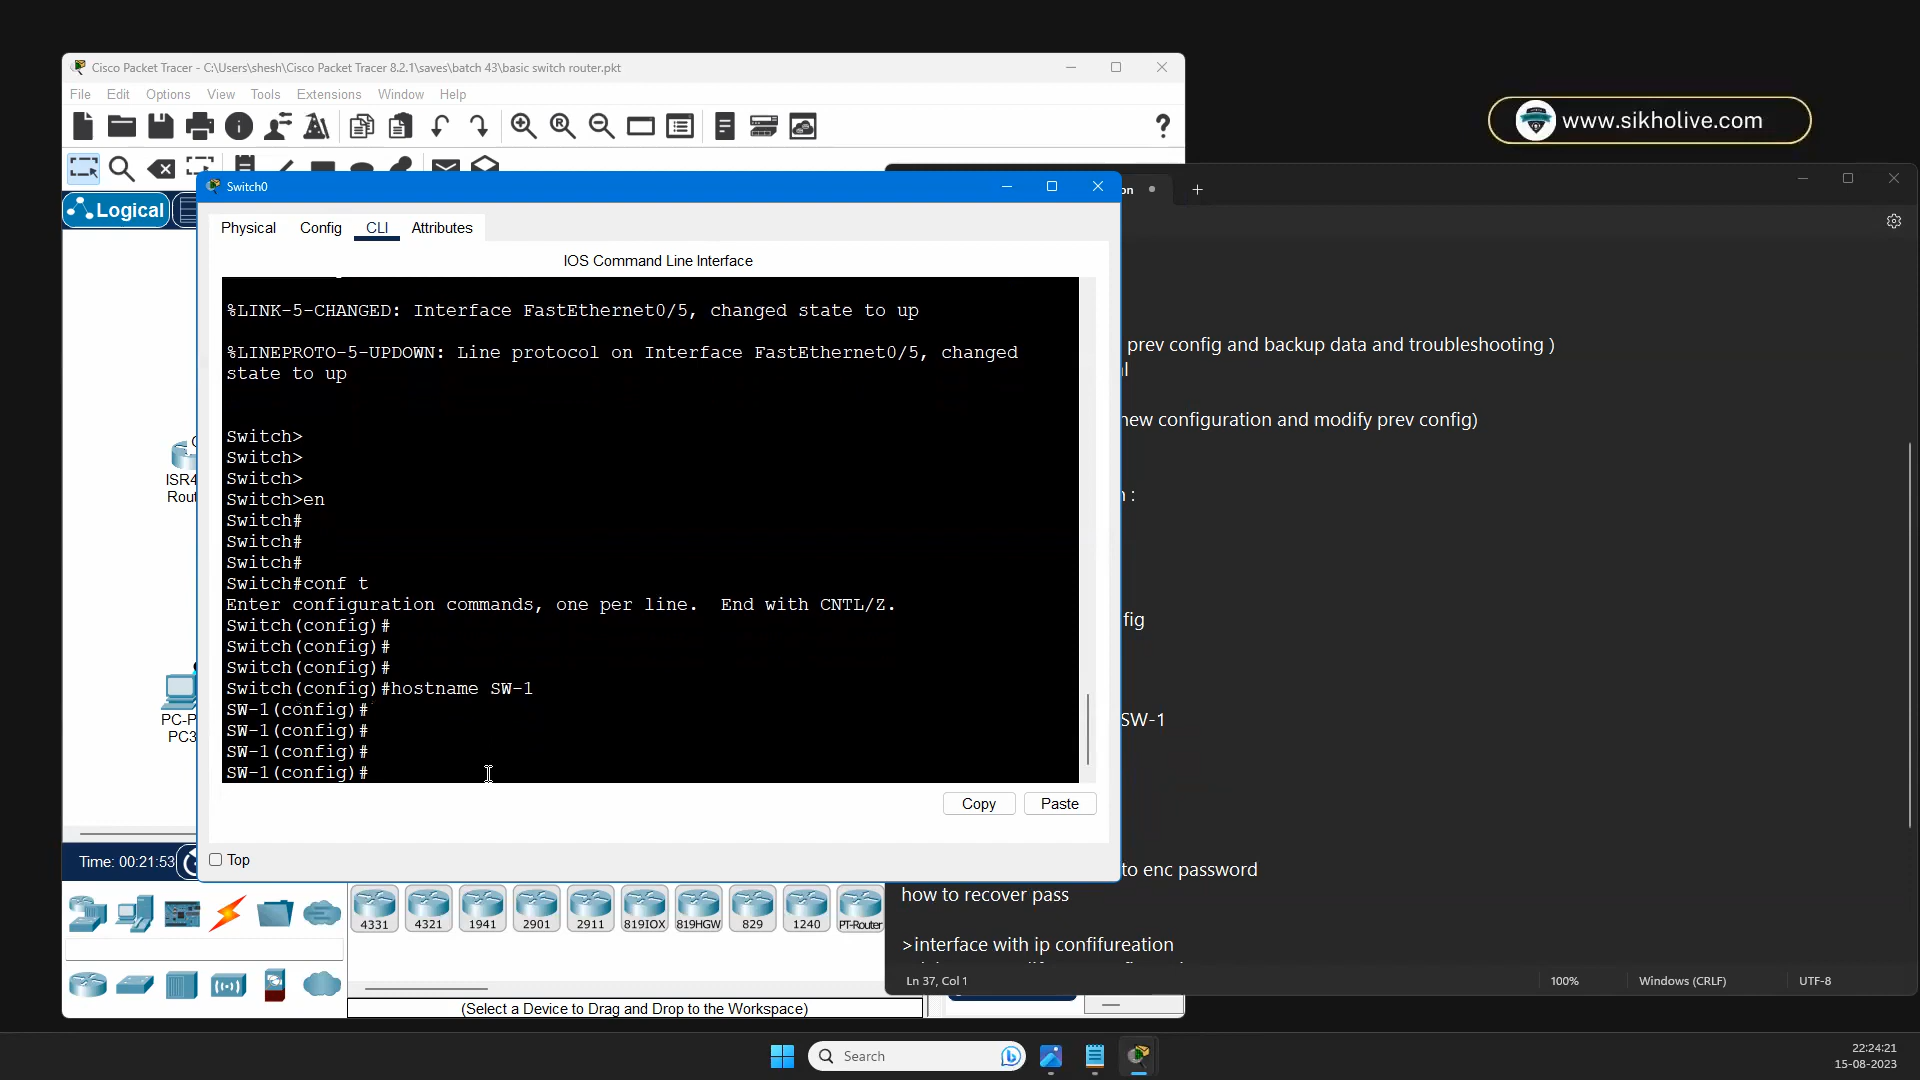 Cisco Packet Tracer - C:\Users\shesh\Cisco Packet Tracer 8.2.1\saves\batch 43\basic switch router.pkt
File Edit Options View Tools Extensions Window Help
www.sikholive.com
Logical
Switch0
on
Physical Config CLI Attributes
IOS Command Line Interface
%LINK-5-CHANGED: Interface FastEthernet0/5, changed state to up
%LINEPROTO-5-UPDOWN: Line protocol on Interface FastEthernet0/5, changed
state to up
Switch>
Switch>
Switch>
Switch>en
Switch#
Switch#
Switch#
Switch#conf t
Enter configuration commands, one per line.  End with CNTL/Z.
Switch(config)#
Switch(config)#
Switch(config)#
Switch(config)#hostname SW-1
SW-1(config)#
SW-1(config)#
SW-1(config)#
SW-1(config)#
Copy Paste
Top
prev config and backup data and troubleshooting )
new configuration and modify prev config)
:
fig
SW-1
to enc password
how to recover pass
>interface with ip confifureation
Ln 37, Col 1 100% Windows (CRLF) UTF-8
ISR4
Rout
PC-P
PC3
Time: 00:21:53
4331 4321 1941 2901 2911 819IOX 819HGW 829 1240 PT-Router
(Select a Device to Drag and Drop to the Workspace)
Search
22:24:21
15-08-2023